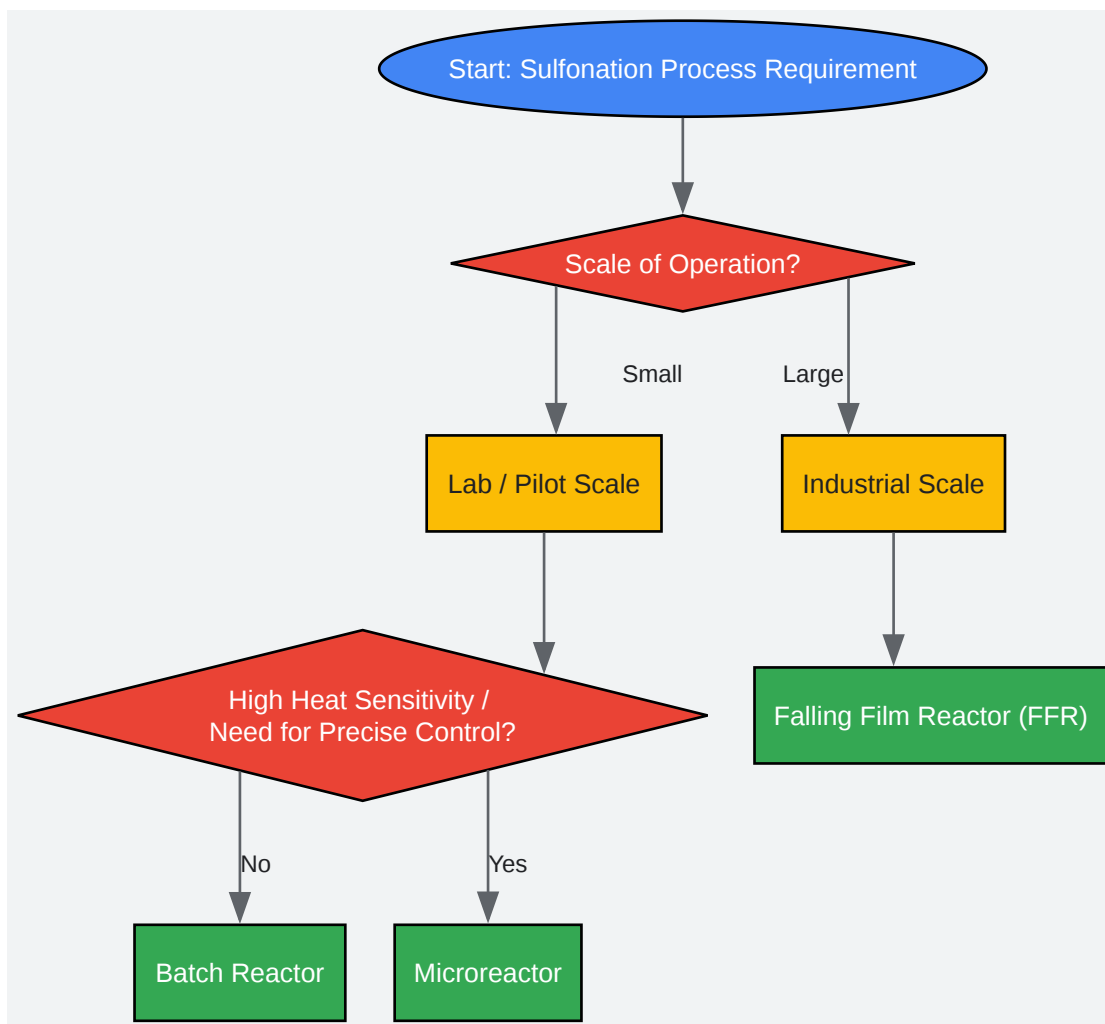 Start: Sulfonation Process Requirement
Scale of Operation?
Small
Large
Lab / Pilot Scale
Industrial Scale
High Heat Sensitivity /
Need for Precise Control?
Falling Film Reactor (FFR)
No
Yes
Batch Reactor
Microreactor